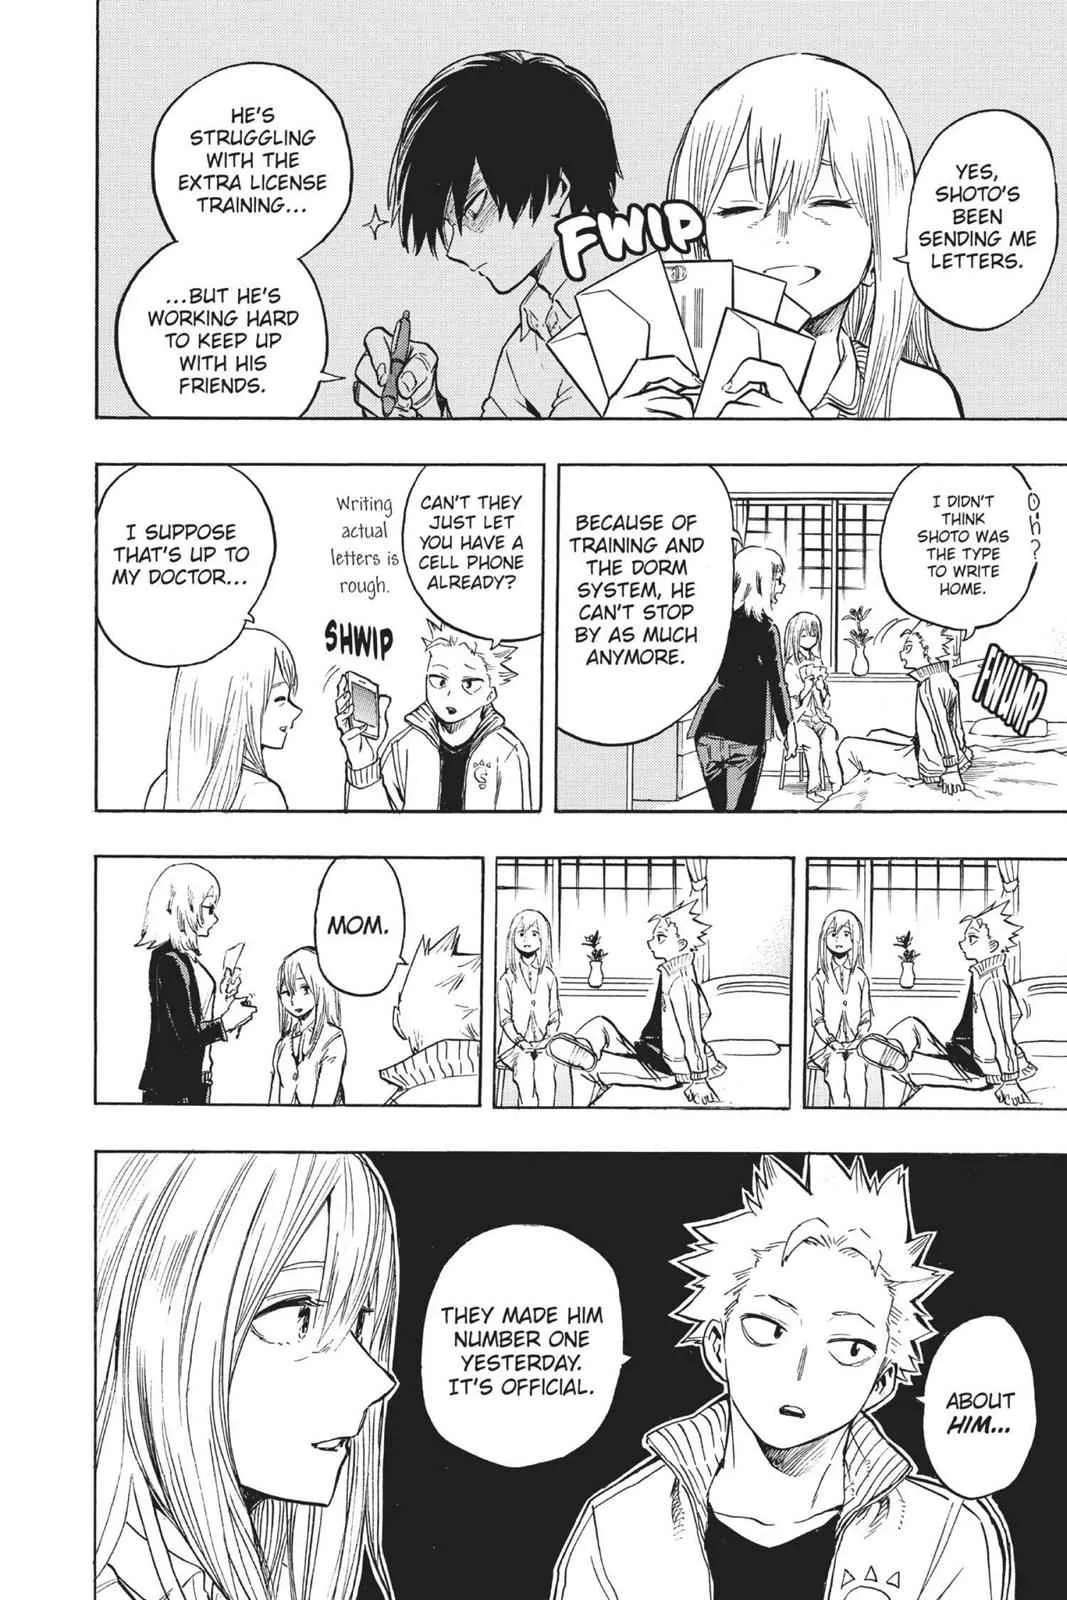 YES,
SHOTO'S
BEEN
SENDING ME
LETTERS.
FWIP
HE'S
STRUGGLING
WITH THE
EXTRA LICENSE
TRAINING...
...BUT HE'S
WORKING HARD
TO KEEP UP
WITH HIS
FRIENDS.
Oh?
I DIDN'T
THINK
SHOTO WAS
THE TYPE
TO WRITE
HOME.
FWUMP
BECAUSE OF
TRAINING AND
THE DORM
SYSTEM, HE
CAN'T STOP
BY AS MUCH
ANYMORE.
CAN'T THEY
JUST LET
YOU HAVE A
CELL PHONE
ALREADY?
Writing
actual
letters is
rough.
SHWIP
I SUPPOSE
THAT'S UP TO
MY DOCTOR...
MOM.
ABOUT
HIM...
THEY MADE HIM
NUMBER ONE
YESTERDAY.
IT'S OFFICIAL.